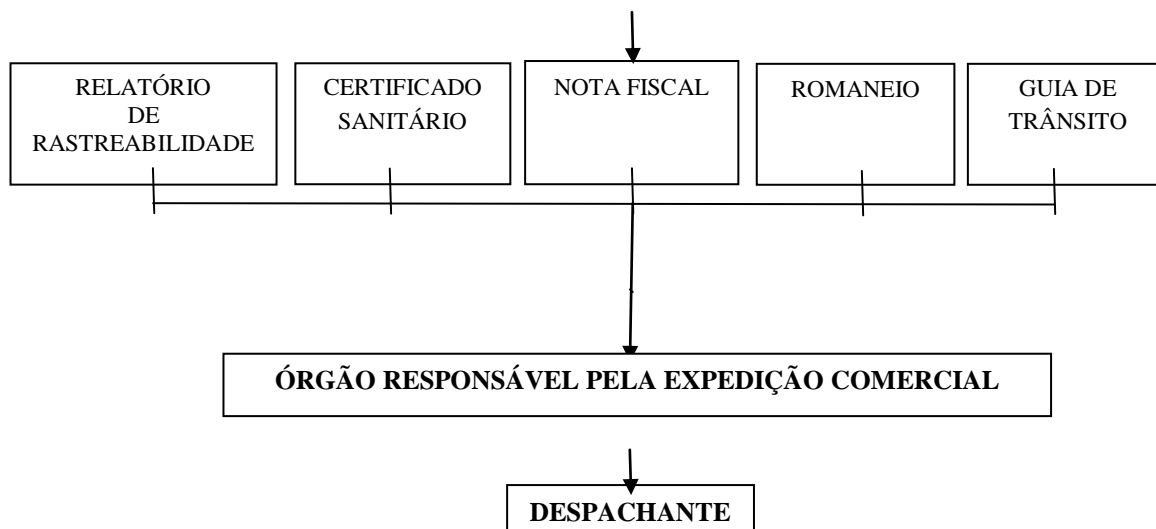 RELATÓRIO
DE
RASTREABILIDADE
CERTIFICADO
SANITÁRIO
NOTA FISCAL
ROMANEIO
GUIA DE
TRÂNSITO
ÓRGÃO RESPONSÁVEL PELA EXPEDIÇÃO COMERCIAL
DESPACHANTE